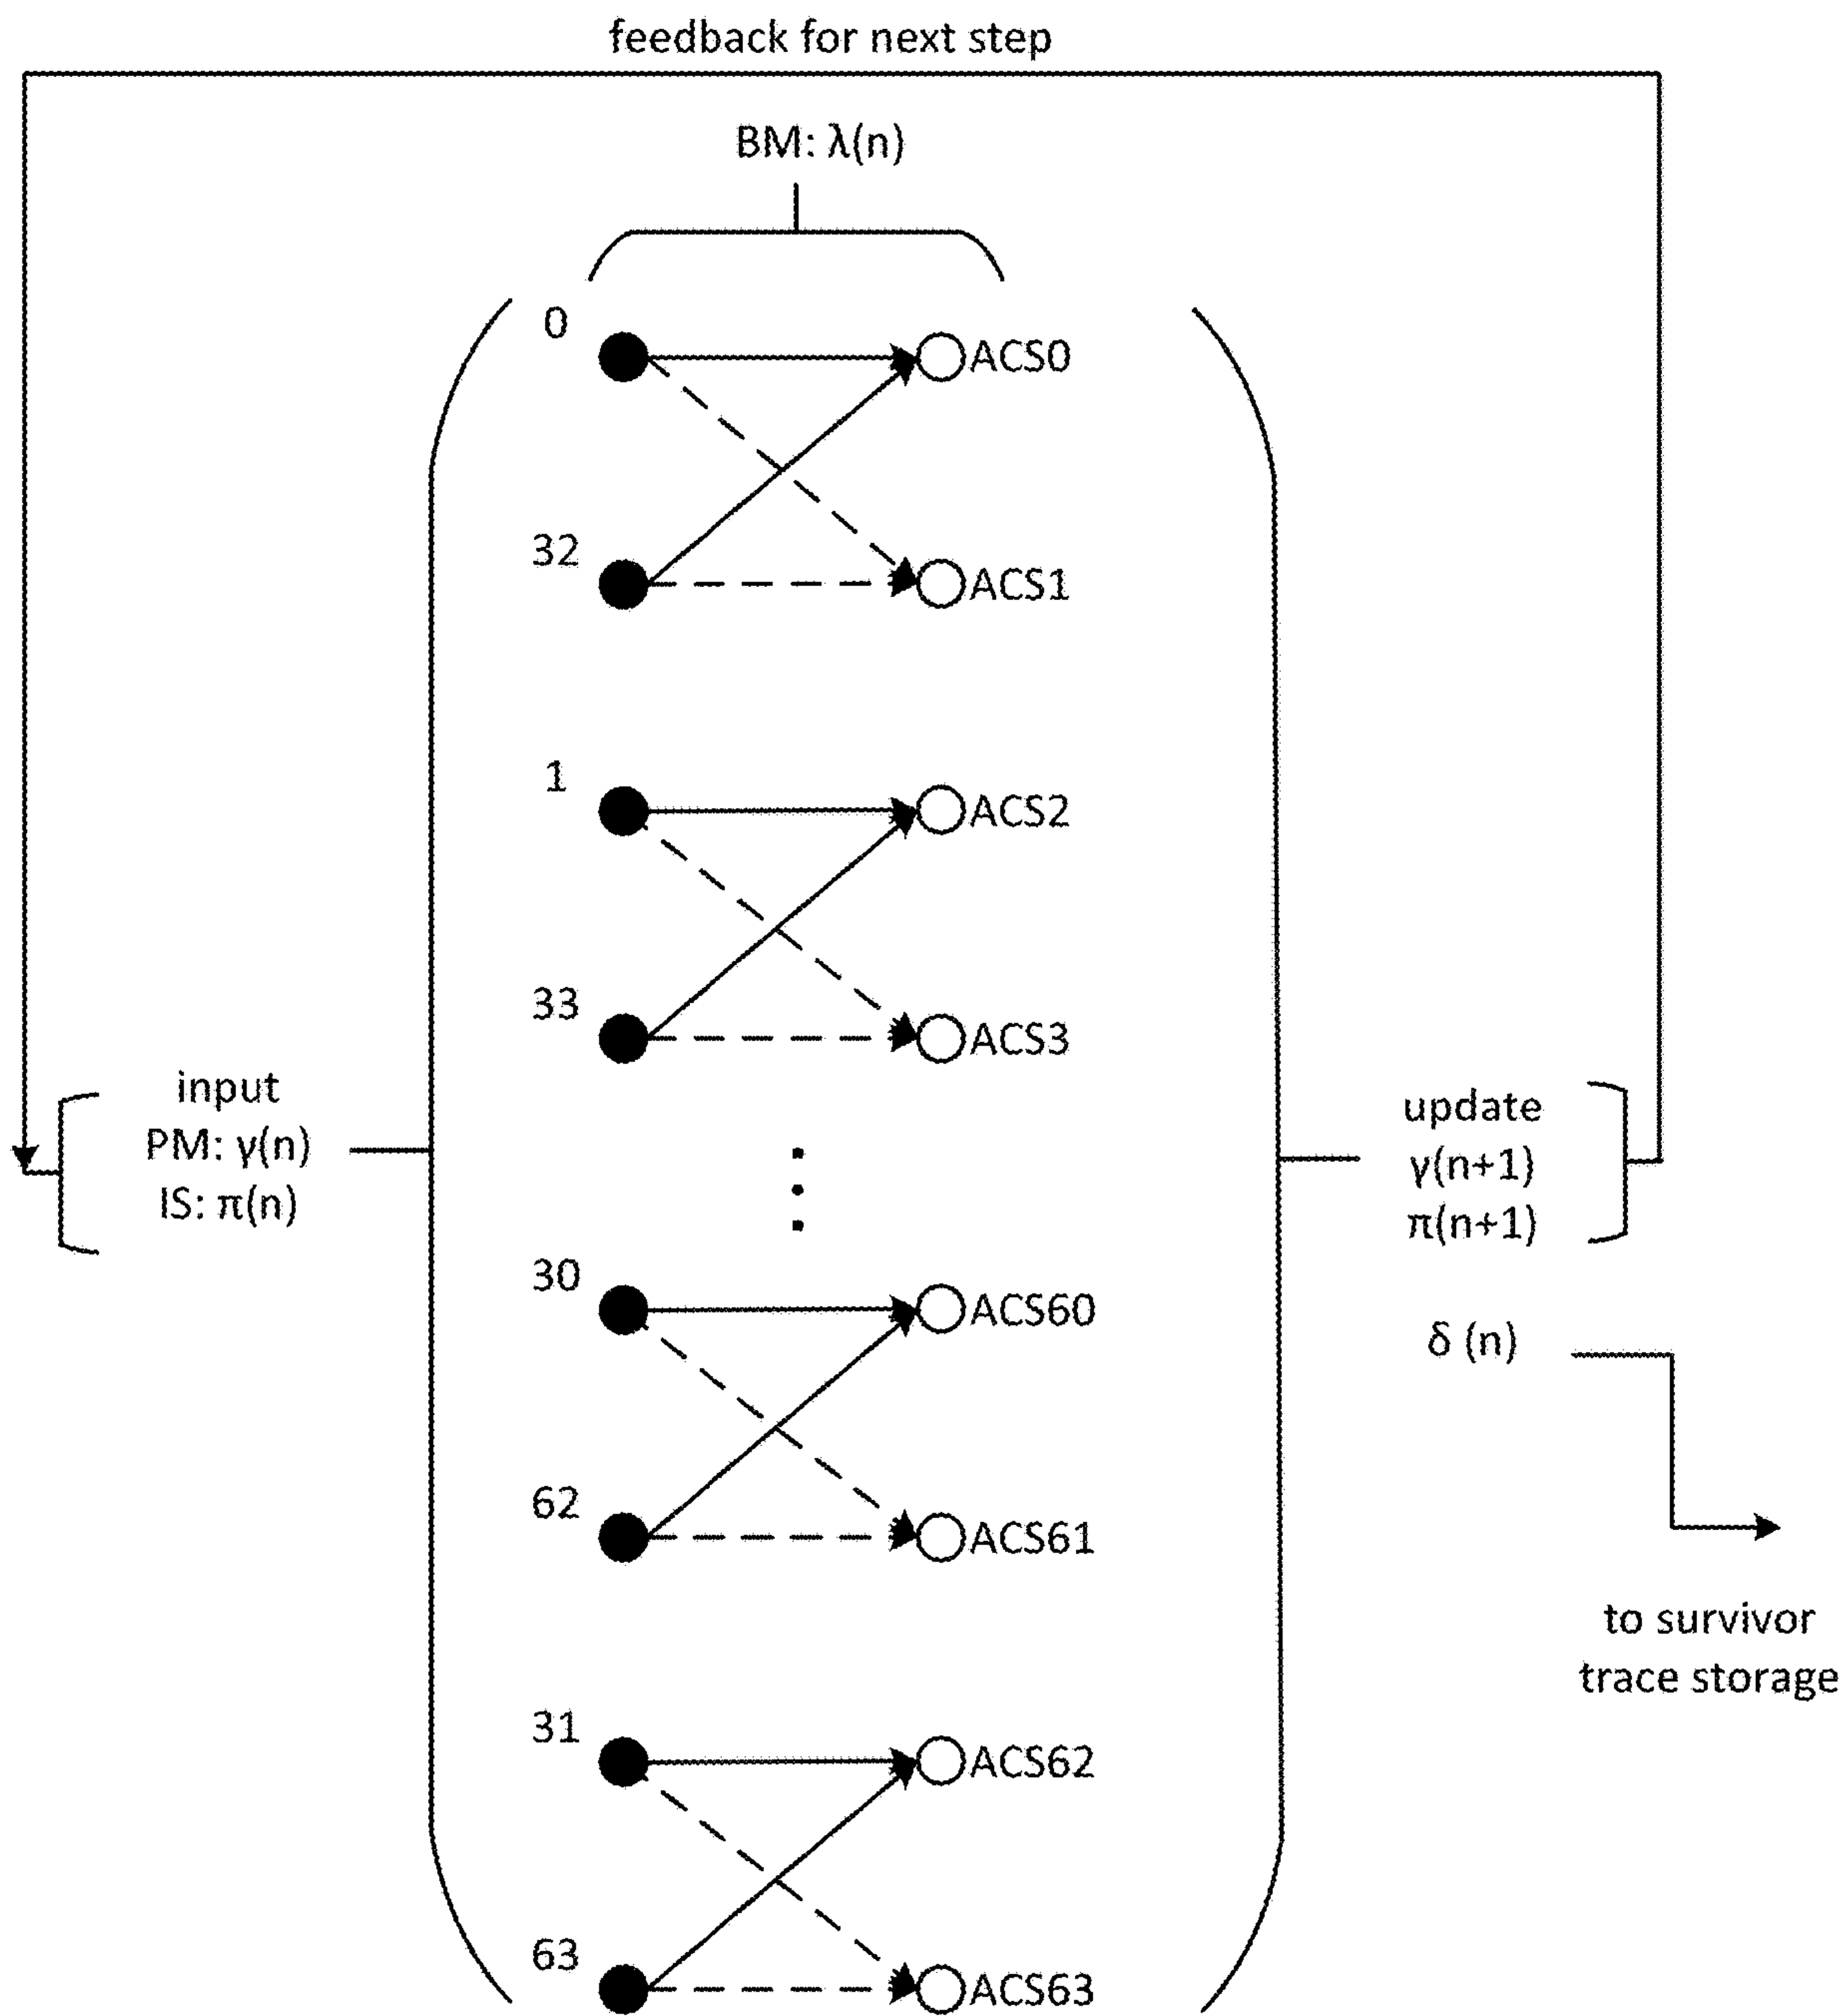 feedback for next step
BM: λ(n)
0
ACS0
32
ACS1
1
ACS2
33
ACS3
input
PM: γ(n)
IS: π(n)
update
γ(n+1)
π(n+1)
30
ACS60
δ (n)
62
ACS61
to survivor
trace storage
31
ACS62
63
ACS63